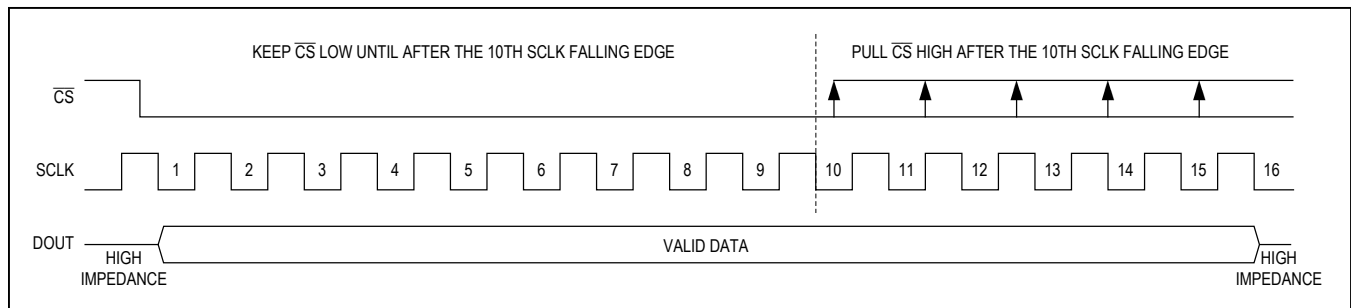 KEEP CS LOW UNTIL AFTER THE 10TH SCLK FALLING EDGE
PULL CS HIGH AFTER THE 10TH SCLK FALLING EDGE
CS
SCLK
1 2 3 4 5 6 7 8 9 10 11 12 13 14 15 16
DOUT
HIGH
IMPEDANCE
VALID DATA
HIGH
IMPEDANCE